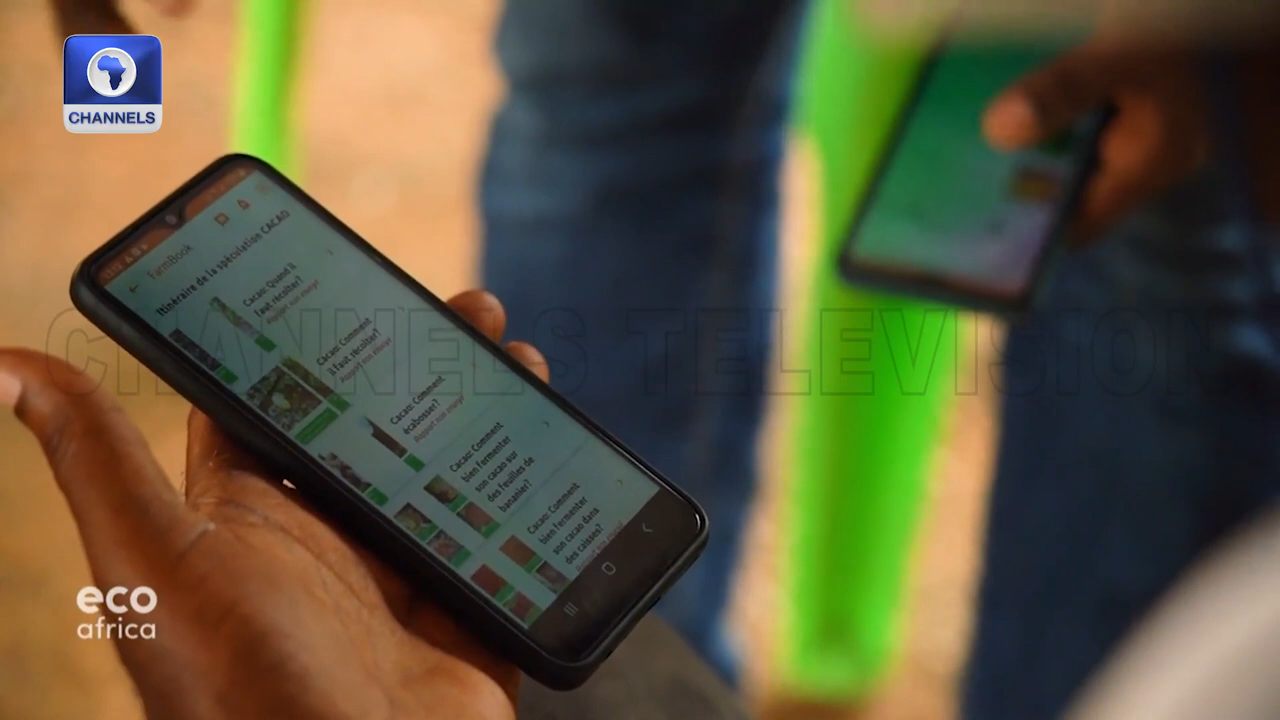 CHANNELS
FarmBook
Itinéraire de la spéculation CACAO
Cacao: Quand il
faut récolter?
Cacao: Comment
il faut récolter?
Cacao: Comment
écabosser?
Cacao: Comment
bien fermenter
son cacao sur
des feuilles de
bananier?
Cacao: Comment
bien fermenter
son cacao dans
des caisses?
CHANNELS TELEVISION
eco
africa